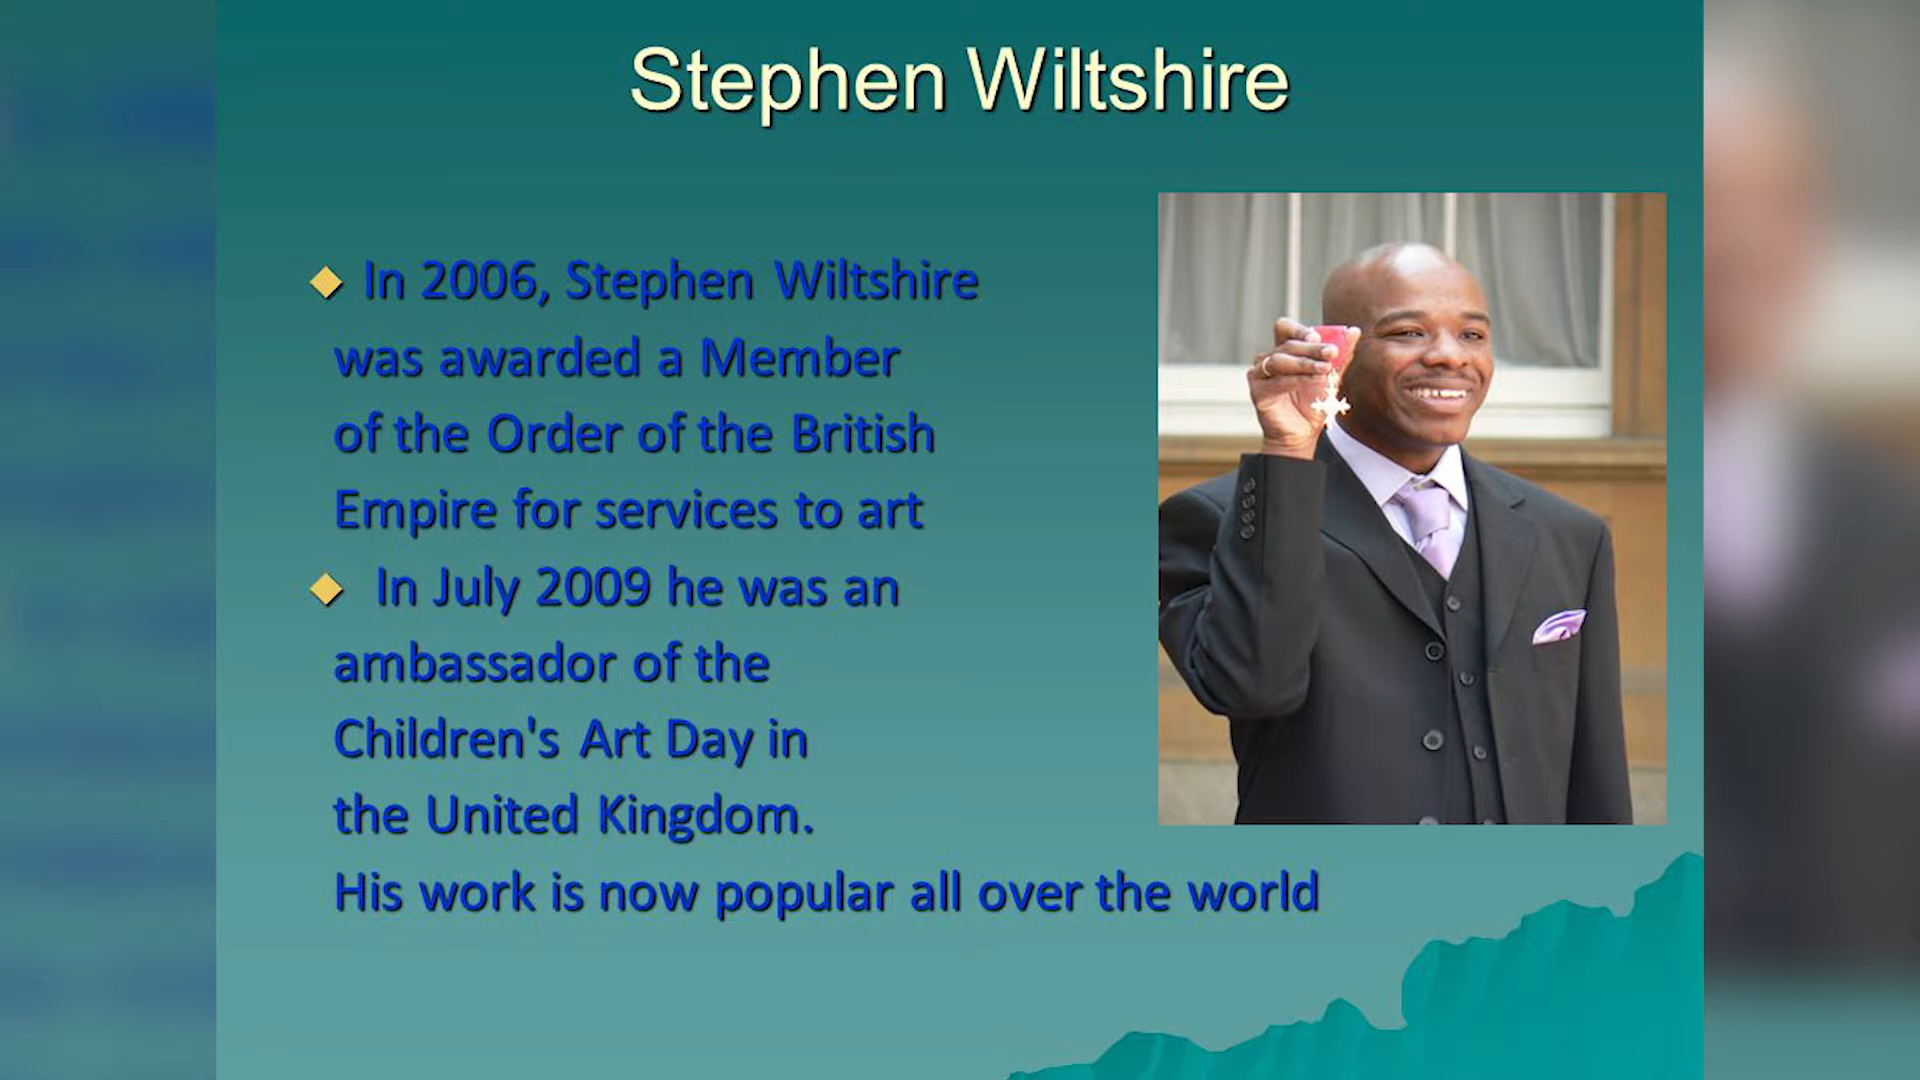 Stephen Wiltshire
In 2006, Stephen Wiltshire
was awarded a Member
of the Order of the British
Empire for services to art
In July 2009 he was an
ambassador of the
Children's Art Day in
the United Kingdom.
His work is now popular all over the world